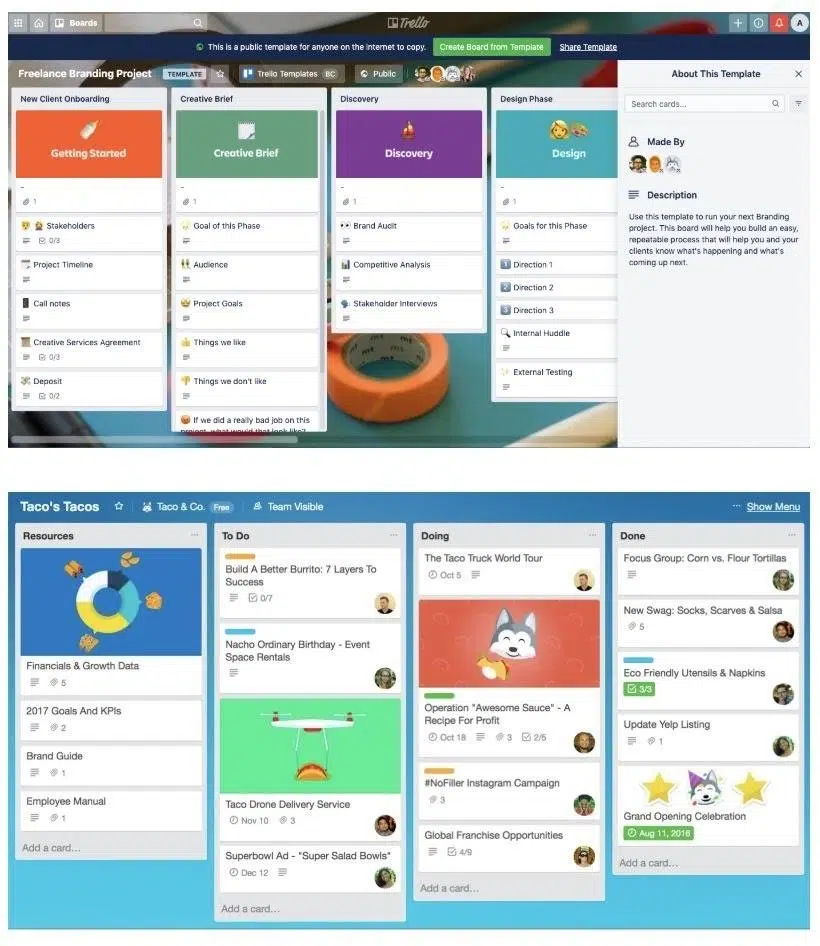 Boards
Trello
A
This is a public template for anyone on the internet to copy.
Create Board from Template
Share Template
Freelance Branding Project
TEMPLATE
Trello Templates
BC
Public
New Client Onboarding
Getting Started
-
1
Stakeholders
0/3
Project Timeline
Call notes
Creative Services Agreement
0/3
Deposit
0/2
Creative Brief
Creative Brief
-
1
Goal of this Phase
Audience
Project Goals
Things we like
Things we don't like
If we did a really bad job on this
project, what would that look like?
Discovery
Discovery
-
1
Brand Audit
Competitive Analysis
Stakeholder Interviews
mt
Design Phase
Design
-
1
Goals for this Phase
1 Direction 1
2 Direction 2
3 Direction 3
Internal Huddle
External Testing
About This Template
Search cards...
Made By
Description
Use this template to run your next Branding
project. This board will help you build an easy,
repeatable process that will help you and your
clients know what's happening and what's
coming up next.
Taco's Tacos
Taco & Co.
Free
Team Visible
... Show Menu
Resources
Financials & Growth Data
5
2017 Goals And KPIs
2
Brand Guide
1
Employee Manual
1
Add a card...
To Do
Build A Better Burrito: 7 Layers To
Success
0/7
Nacho Ordinary Birthday - Event
Space Rentals
Taco Drone Delivery Service
Nov 10
3
Superbowl Ad - "Super Salad Bowls"
Dec 12
Add a card...
Doing
The Taco Truck World Tour
Oct 5
Operation "Awesome Sauce" - A
Recipe For Profit
Oct 18
3
2/5
#NoFiller Instagram Campaign
3
Global Franchise Opportunities
4/9
Add a card...
Done
Focus Group: Corn vs. Flour Tortillas
New Swag: Socks, Scarves & Salsa
5
Eco Friendly Utensils & Napkins
3/3
Update Yelp Listing
1
Grand Opening Celebration
Aug 11, 2016
Add a card...